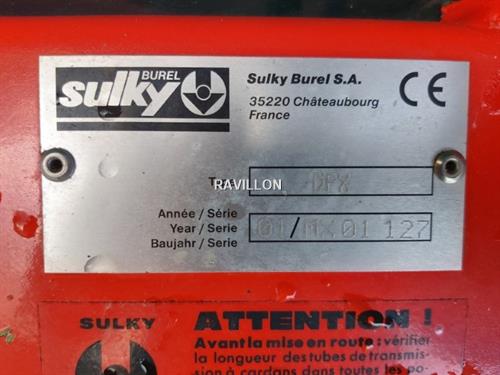 BUREL
sulky
Sulky Burel S.A.
35220 Châteaubourg
France
CE
DPX
RAVILLON
Année / Série
Year / Serie
Baujahr / Serie
01/MX 01 127
SULKY
ATTENTION !
Avant la mise en route: vérifier
la longueur des tubes de transmis-
sion à cardans dans toutes les po-